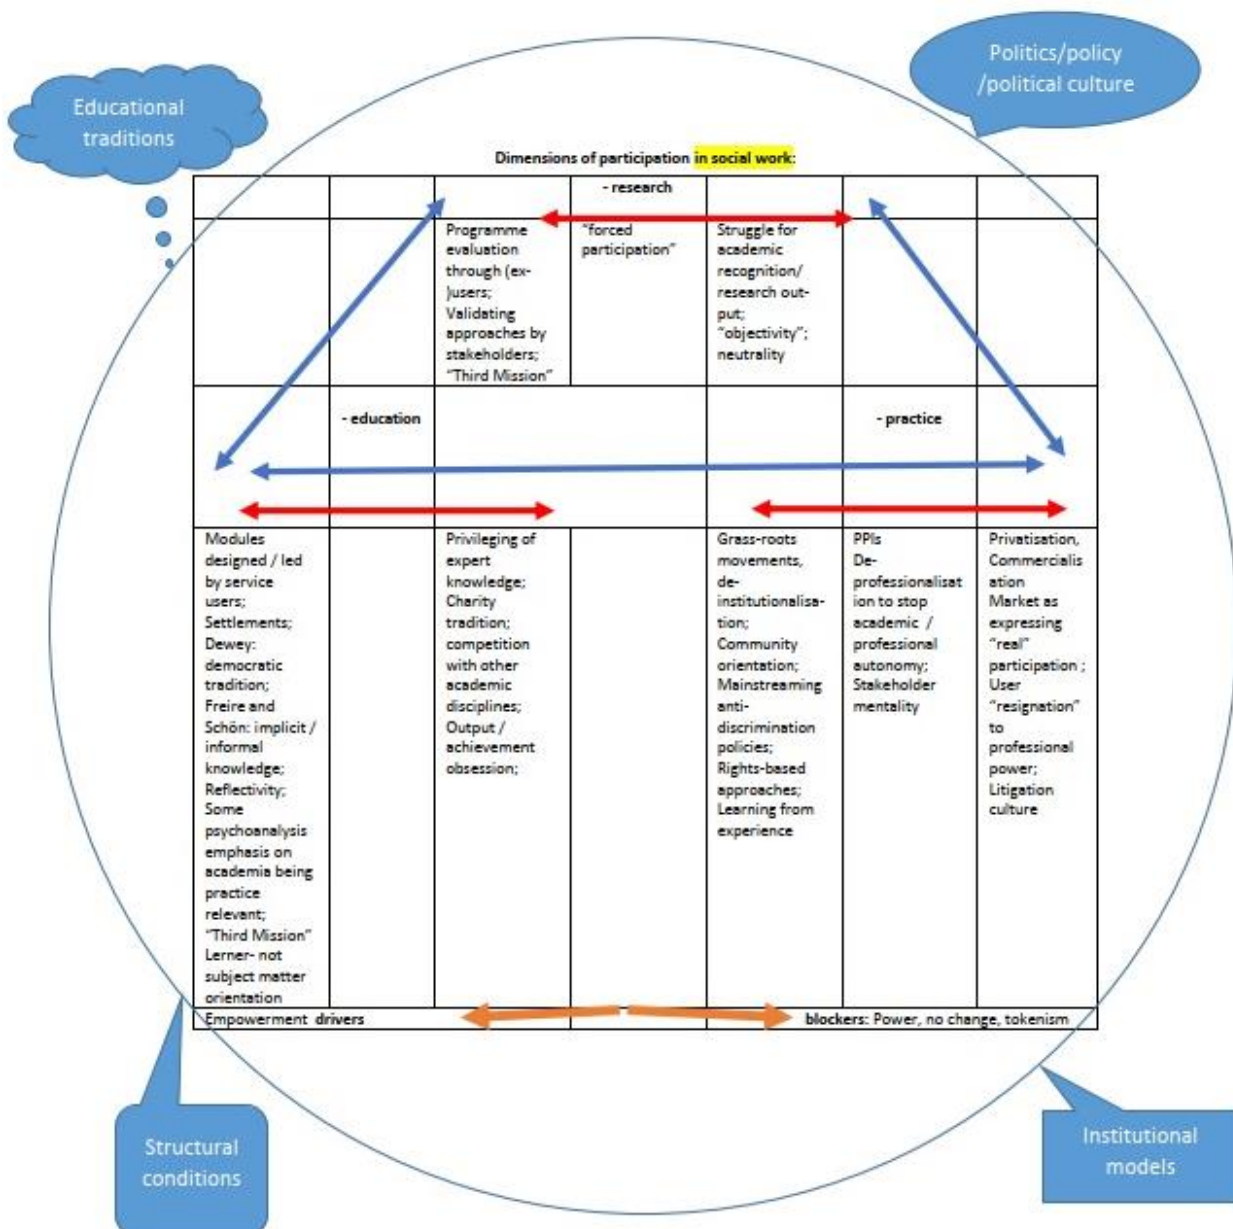 Educational
traditions
Politics/policy
/political culture
Dimensions of participation in social work:
- research
Programme
evaluation
through (ex-
)users;
Validating
approaches by
stakeholders;
"Third Mission"
"forced
participation"
Struggle for
academic
recognition/
research out-
put;
"objectivity";
neutrality
- education
- practice
Modules
designed / led
by service
users;
Settlements;
Dewey:
democratic
tradition;
Freire and
Schön: implicit /
informal
knowledge;
Reflectivity;
Some
psychoanalysis
emphasis on
academia being
practice
relevant;
"Third Mission"
Lerner- not
subject matter
orientation
Privileging of
expert
knowledge;
Charity
tradition;
competition
with other
academic
disciplines;
Output /
achievement
obsession;
Grass-roots
movements,
de-
institutionalisa-
tion;
Community
orientation;
Mainstreaming
anti-
discrimination
policies;
Rights-based
approaches;
Learning from
experience
PPIs
De-
professionalisat
ion to stop
academic /
professional
autonomy;
Stakeholder
mentality
Privatisation,
Commercialis
ation
Market as
expressing
"real"
participation ;
User
"resignation"
to
professional
power;
Litigation
culture
Empowerment drivers
blockers: Power, no change, tokenism
Structural
conditions
Institutional
models